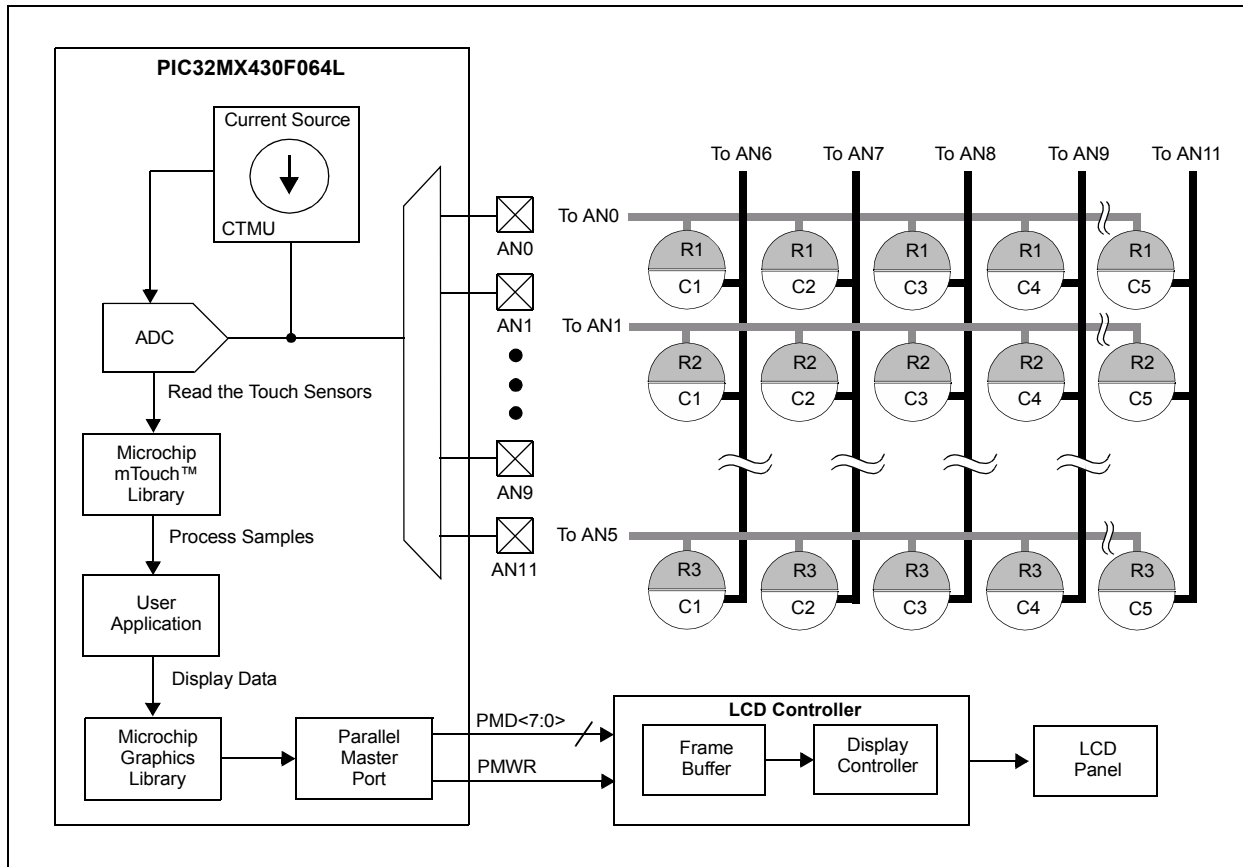 PIC32MX430F064L
Current Source
CTMU
ADC
Read the Touch Sensors
Microchip
mTouch™
Library
Process Samples
User
Application
Display Data
Microchip
Graphics
Library
Parallel
Master
Port
AN0
AN1
AN9
AN11
To AN6
To AN7
To AN8
To AN9
To AN11
To AN0
R1 R1 R1 R1 R1
C1 C2 C3 C4 C5
To AN1
R2 R2 R2 R2 R2
C1 C2 C3 C4 C5
To AN5
R3 R3 R3 R3 R3
C1 C2 C3 C4 C5
PMD<7:0>
PMWR
LCD Controller
Frame
Buffer
Display
Controller
LCD
Panel